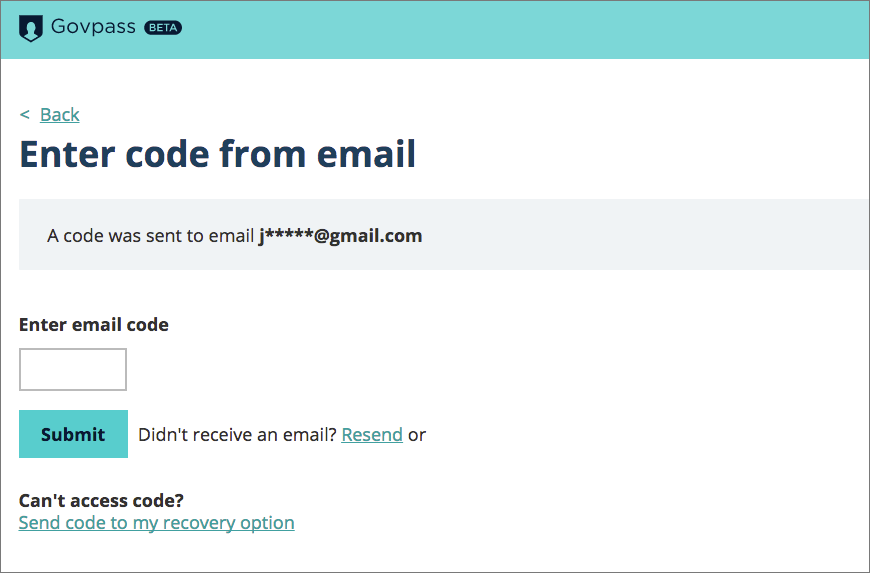 Govpass BETA
< Back
Enter code from email
A code was sent to email j*****@gmail.com
Enter email code
Submit Didn't receive an email? Resend or
Can't access code?
Send code to my recovery option